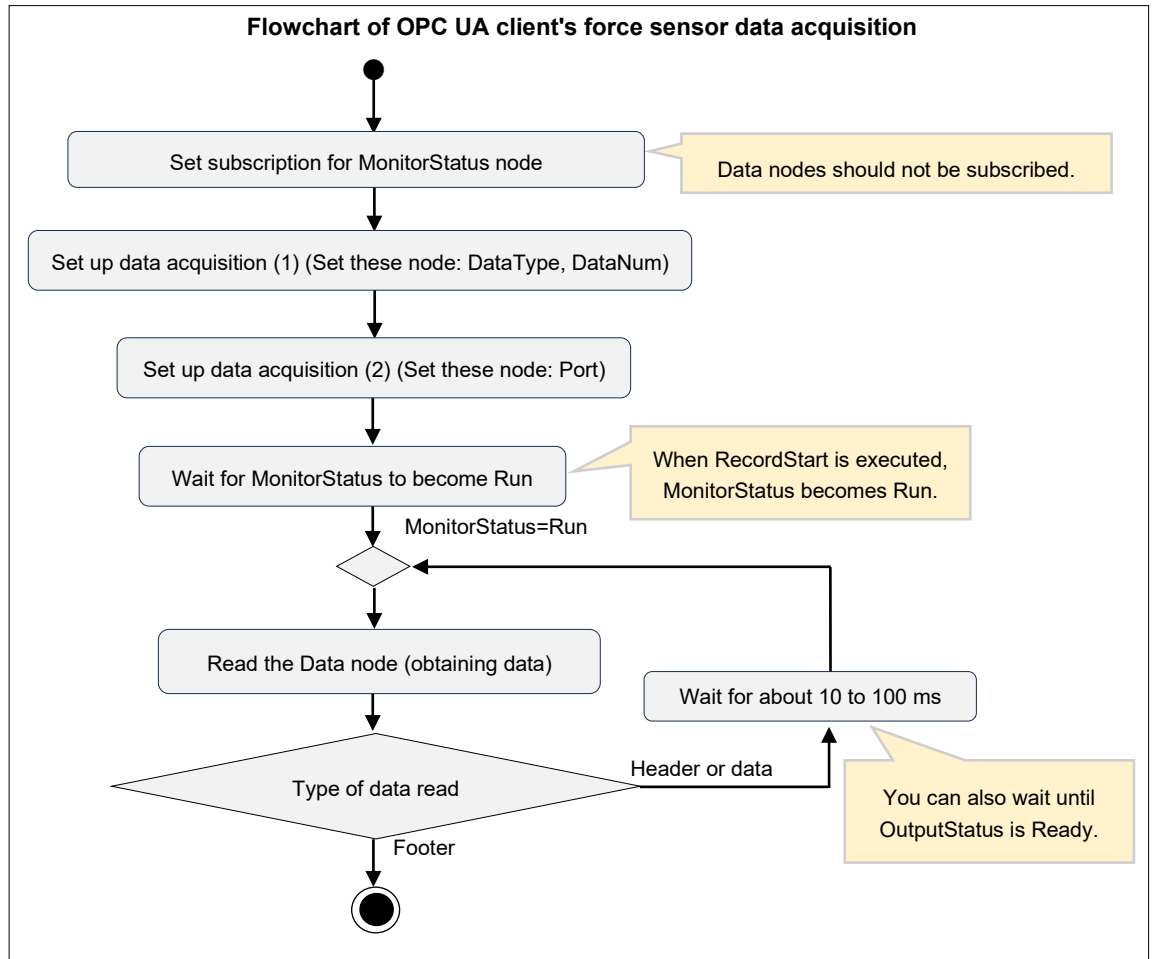 Flowchart of OPC UA client's force sensor data acquisition
Set subscription for MonitorStatus node
Data nodes should not be subscribed.
Set up data acquisition (1) (Set these node: DataType, DataNum)
Set up data acquisition (2) (Set these node: Port)
Wait for MonitorStatus to become Run
When RecordStart is executed,
MonitorStatus becomes Run.
MonitorStatus=Run
Read the Data node (obtaining data)
Wait for about 10 to 100 ms
Type of data read
Header or data
You can also wait until
OutputStatus is Ready.
Footer